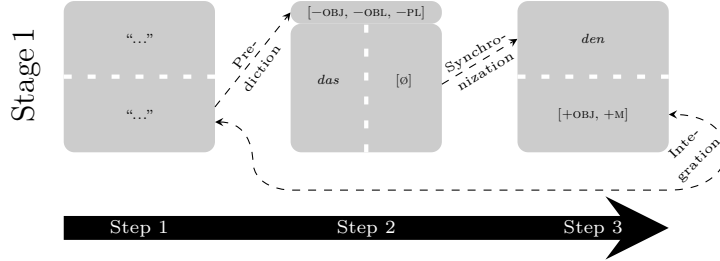 Stage 1
“...”
“...”
Pre-
diction
[−OBJ, −OBL, −PL]
das
[ø]
Synchro-
nization
den
[+OBJ, +M]
Inte-
gration
Step 1
Step 2
Step 3